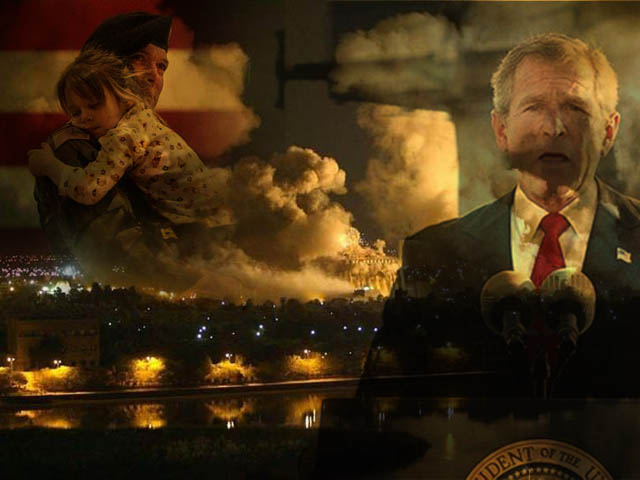 IDENT OF THE U